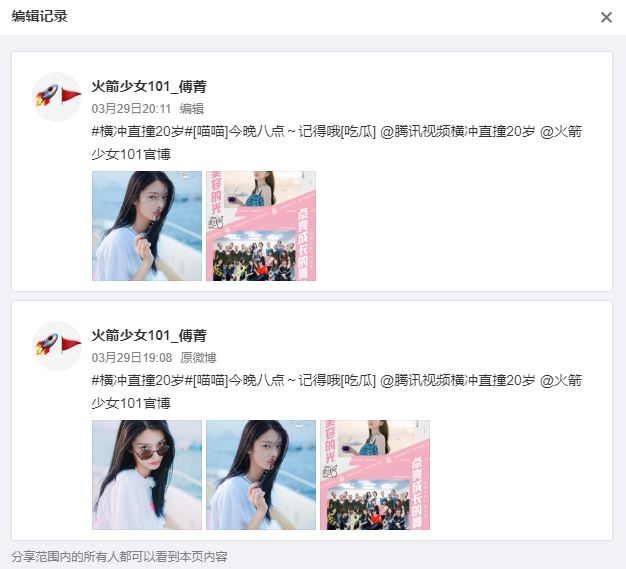 编辑记录
火箭少女101_傅菁
03月29日20:11 编辑
#横冲直撞20岁#[喵喵]今晚八点～记得哦[吃瓜] @腾讯视频横冲直撞20岁 @火箭
少女101官博
美容的光
点亮成长的舞
火箭少女101_傅菁
03月29日19:08 原微博
#横冲直撞20岁#[喵喵]今晚八点～记得哦[吃瓜] @腾讯视频横冲直撞20岁 @火箭
少女101官博
美容的光
点亮成长的舞
分享范围内的所有人都可以看到本页内容